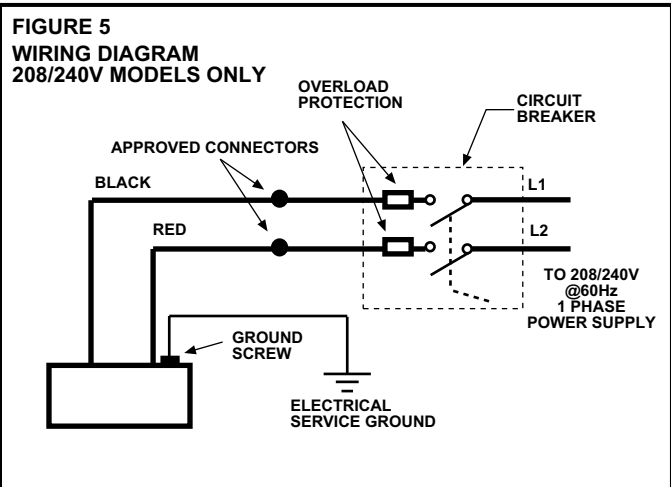 FIGURE 5
WIRING DIAGRAM
208/240V MODELS ONLY
OVERLOAD
PROTECTION
CIRCUIT
BREAKER
APPROVED CONNECTORS
BLACK
L1
RED
L2
TO 208/240V
@60Hz
1 PHASE
POWER SUPPLY
GROUND
SCREW
ELECTRICAL
SERVICE GROUND